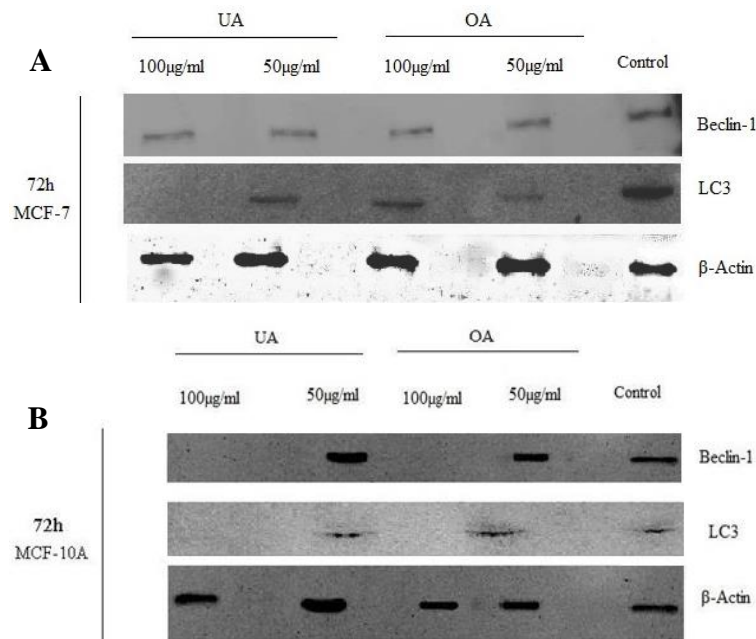 UA OA
A
100µg/ml 50µg/ml 100µg/ml 50µg/ml Control
Beclin-1
72h
MCF-7
LC3
β-Actin
UA OA
100µg/ml 50µg/ml 100µg/ml 50µg/ml Control
B
Beclin-1
72h
MCF-10A
LC3
β-Actin